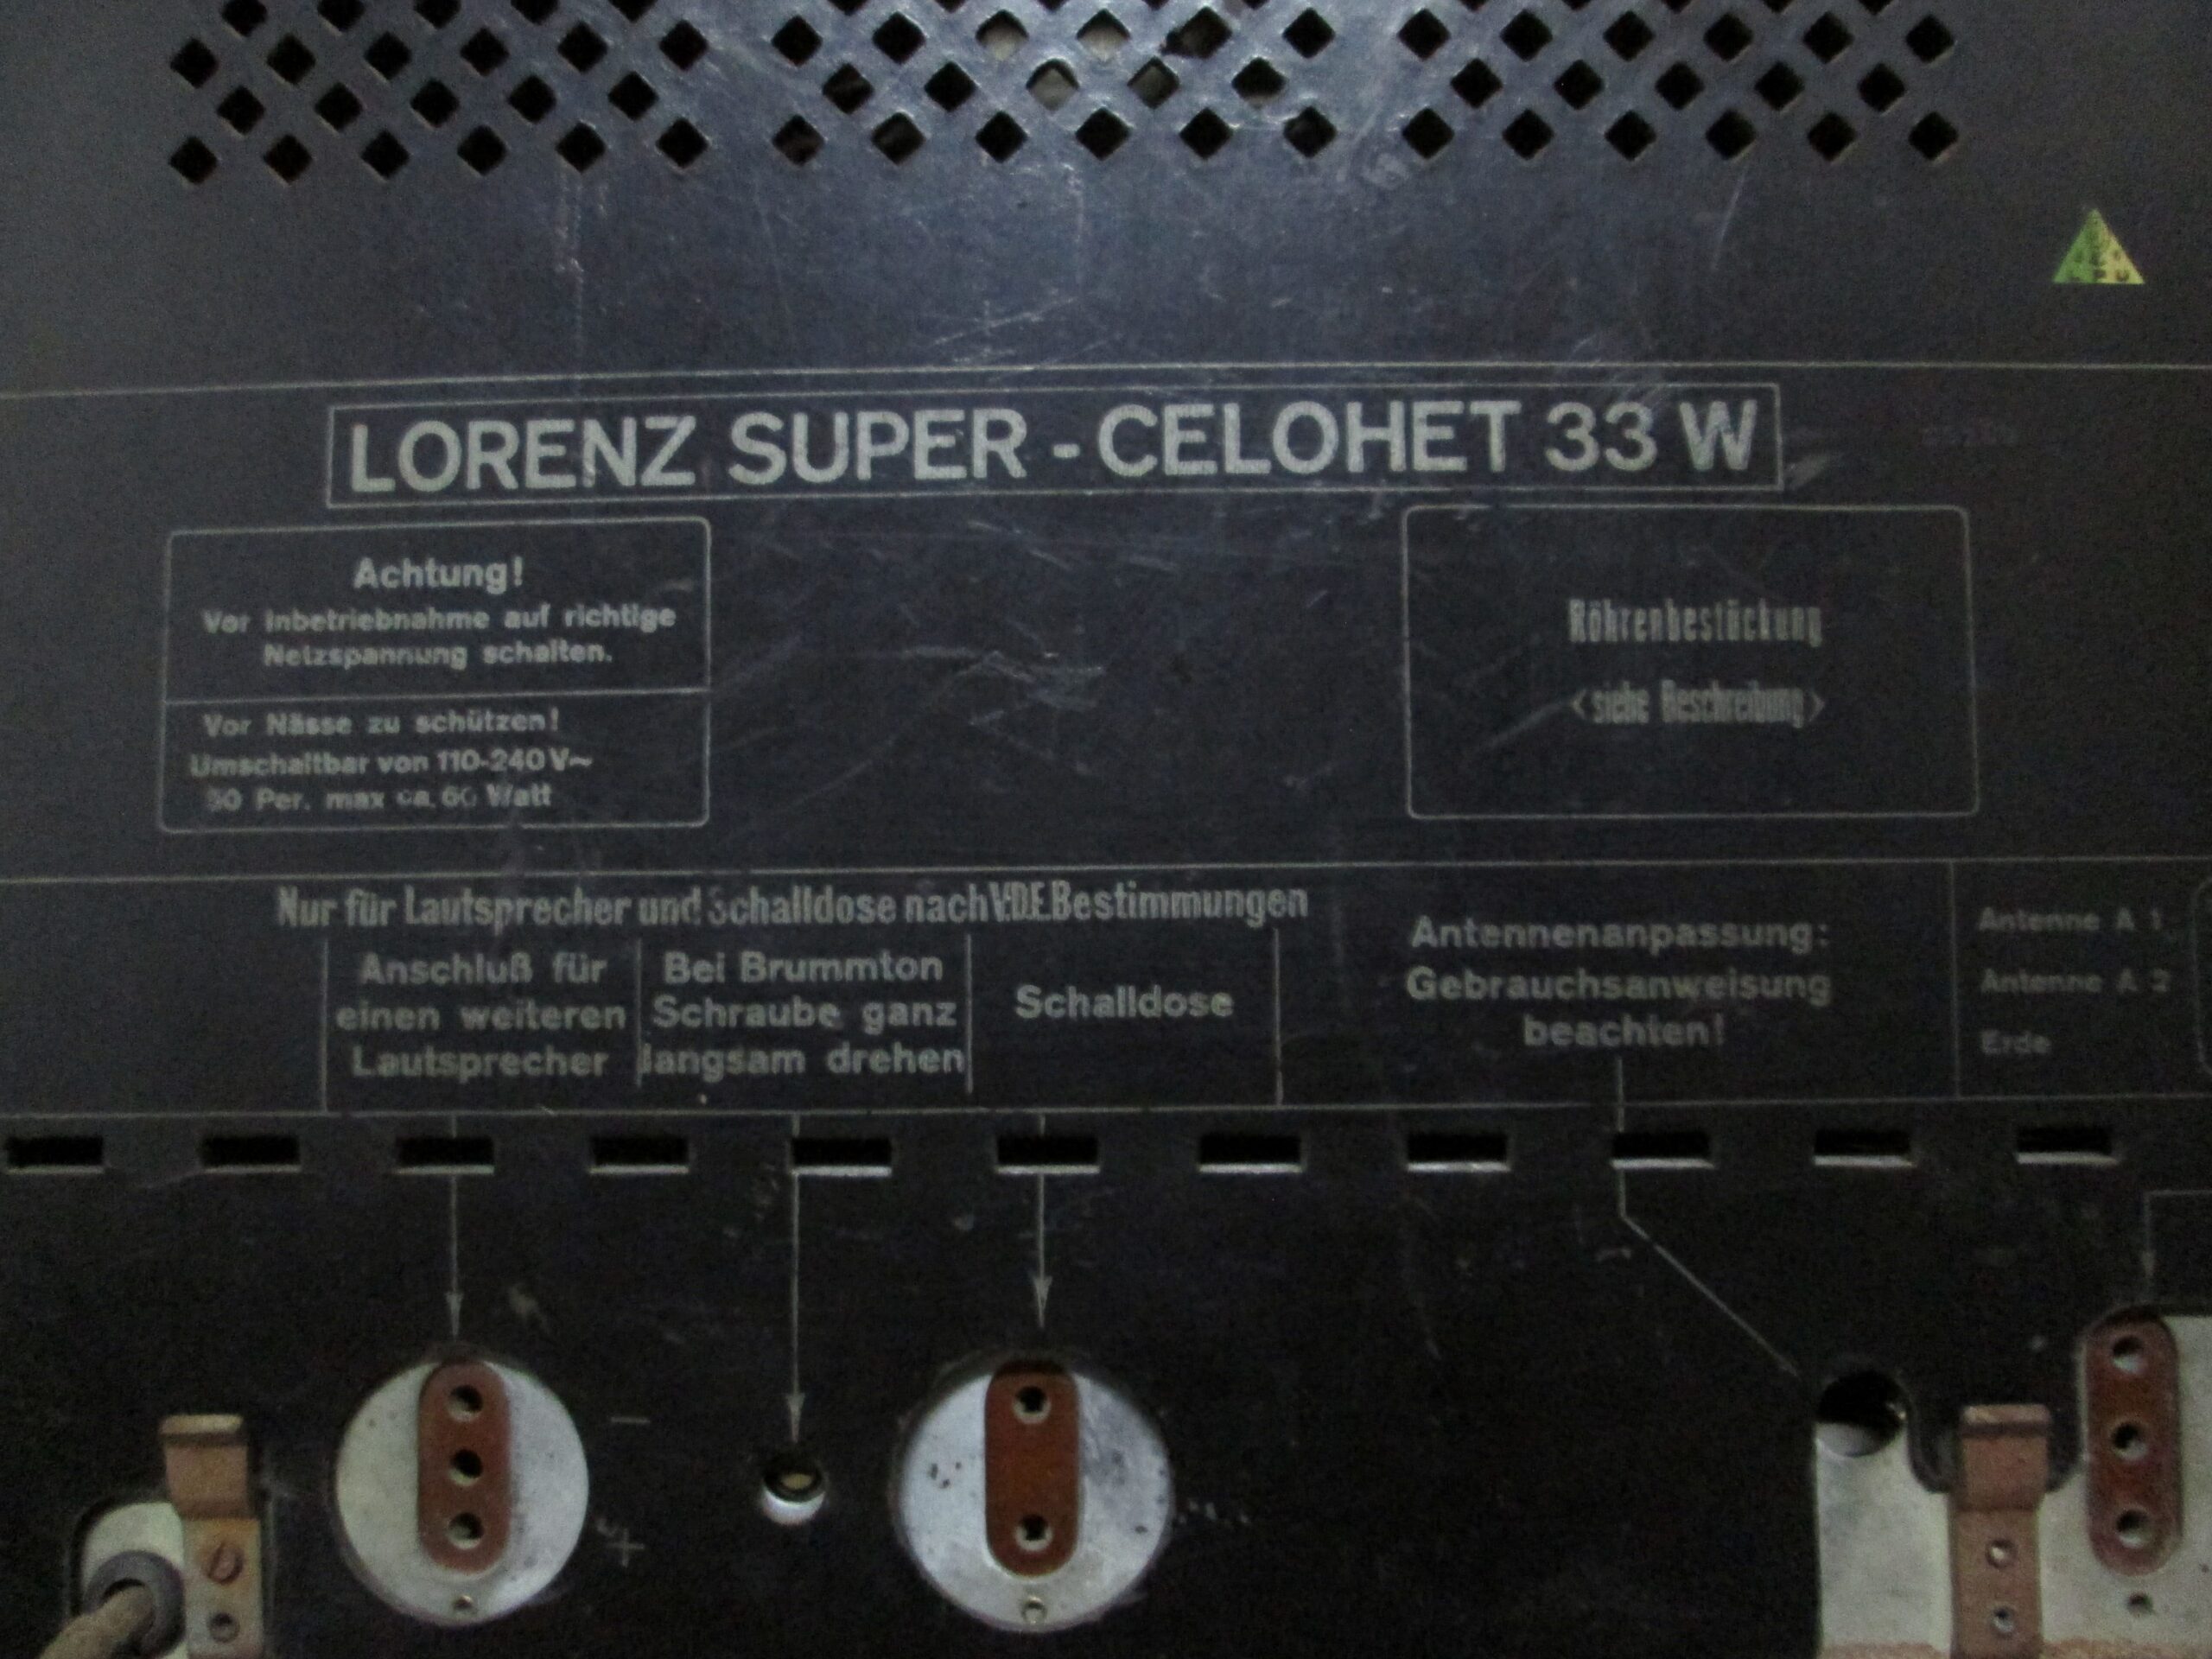 LORENZ SUPER - CELOHET 33 W
Achtung!
Vor Inbetriebnahme auf richtige
Netzspannung schalten.
Vor Nässe zu schützen!
Umschaltbar von 110-240 V~
50 Per. max ca. 60 Watt
Röhrenbestückung
<siehe Beschreibung>
Nur für Lautsprecher und Schalldose nach V.D.E. Bestimmungen
Anschluß für
einen weiteren
Lautsprecher
Bei Brummton
Schraube ganz
langsam drehen
Schalldose
Antennenanpassung:
Gebrauchsanweisung
beachten!
Antenne A 1
Antenne A 2
Erde